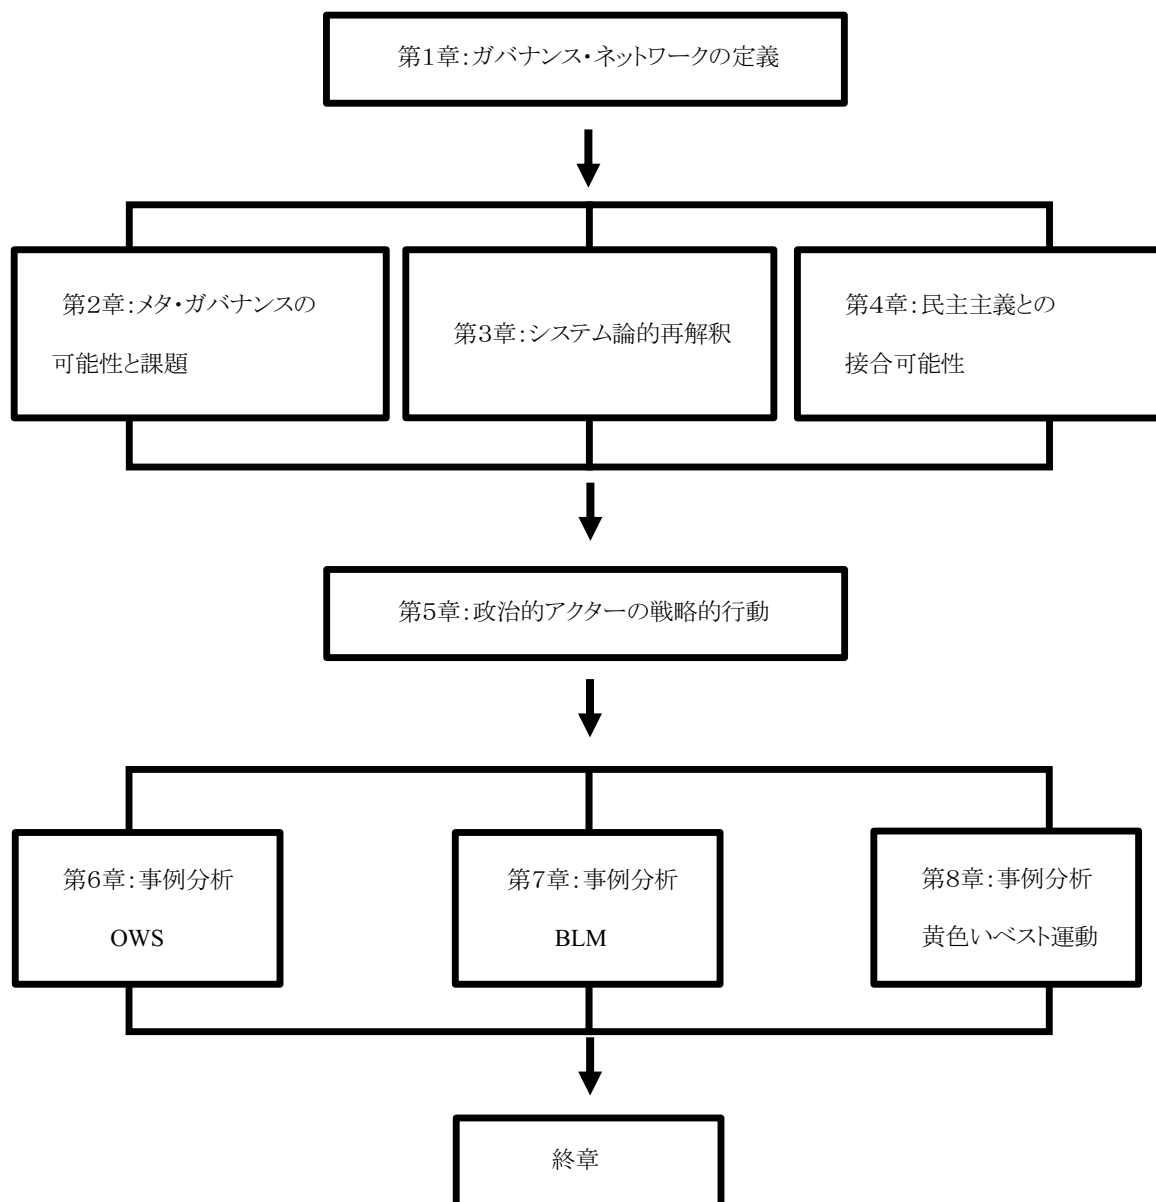 第1章：ガバナンス・ネットワークの定義
第2章：メタ・ガバナンスの
可能性と課題
第3章：システム論的再解釈
第4章：民主主義との
接合可能性
第5章：政治的アクターの戦略的行動
第6章：事例分析
OWS
第7章：事例分析
BLM
第8章：事例分析
黄色いベスト運動
終章